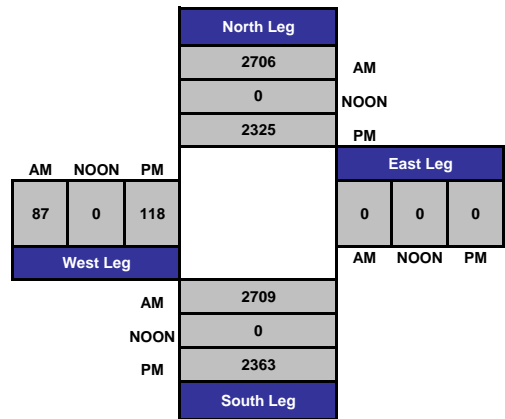 North Leg
2706 AM
0 NOON
2325 PM
East Leg
AM NOON PM
87 0 118
0 0 0
West Leg
AM NOON PM
AM 2709
NOON 0
PM 2363
South Leg